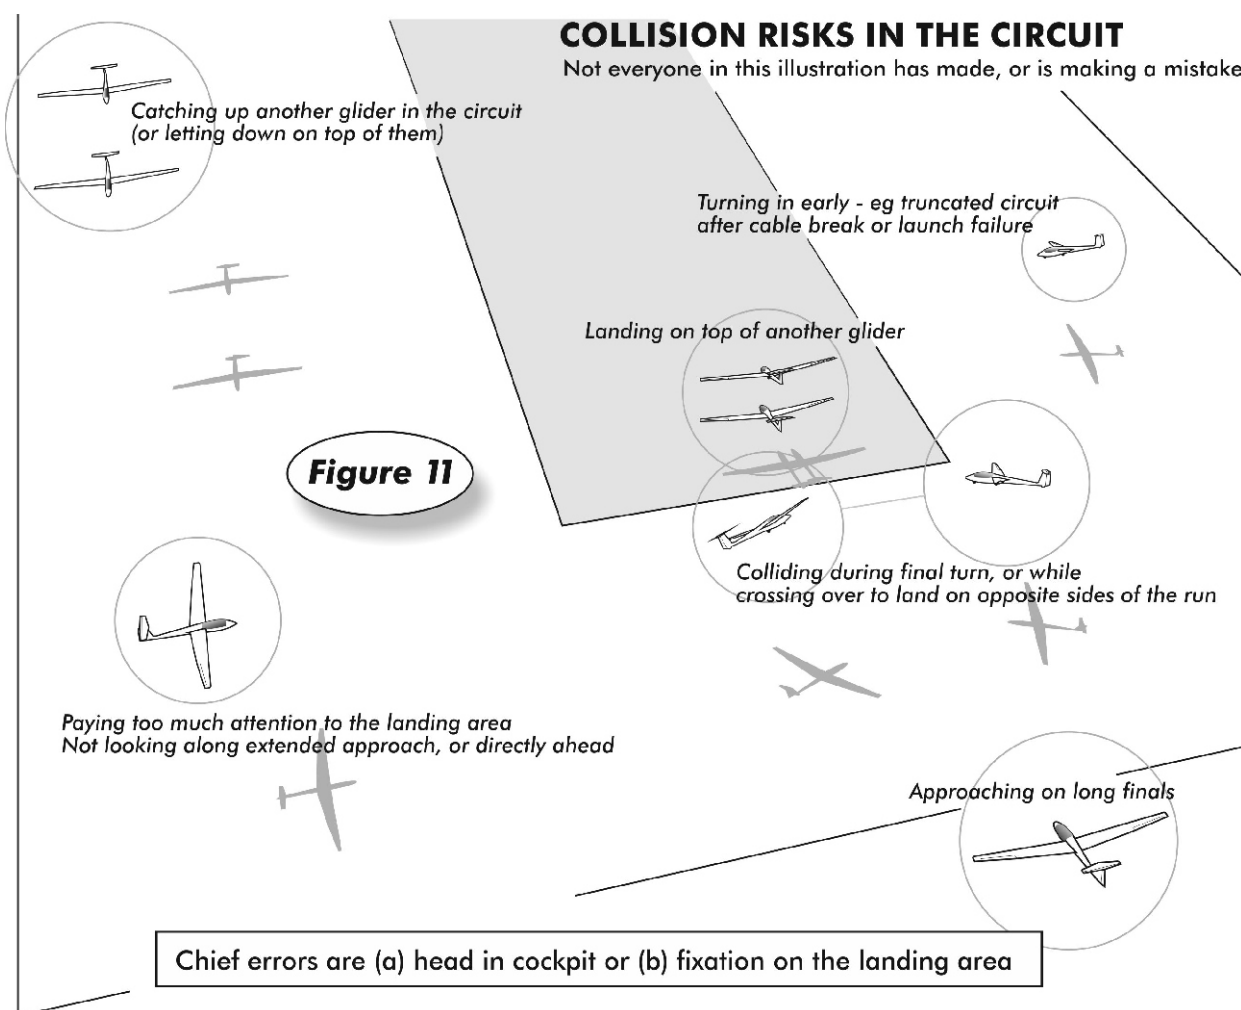 COLLISION RISKS IN THE CIRCUIT
Not everyone in this illustration has made, or is making a mistake
Catching up another glider in the circuit
(or letting down on top of them)
Turning in early - eg truncated circuit
after cable break or launch failure
Landing on top of another glider
Figure 11
Colliding during final turn, or while
crossing over to land on opposite sides of the run
Paying too much attention to the landing area
Not looking along extended approach, or directly ahead
Approaching on long finals
Chief errors are (a) head in cockpit or (b) fixation on the landing area